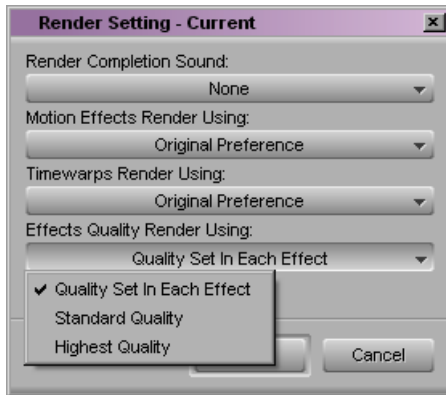 Render Setting - Current
Render Completion Sound:
None
Motion Effects Render Using:
Original Preference
Timewarps Render Using:
Original Preference
Effects Quality Render Using:
Quality Set In Each Effect
Quality Set In Each Effect
Standard Quality
Highest Quality
Cancel